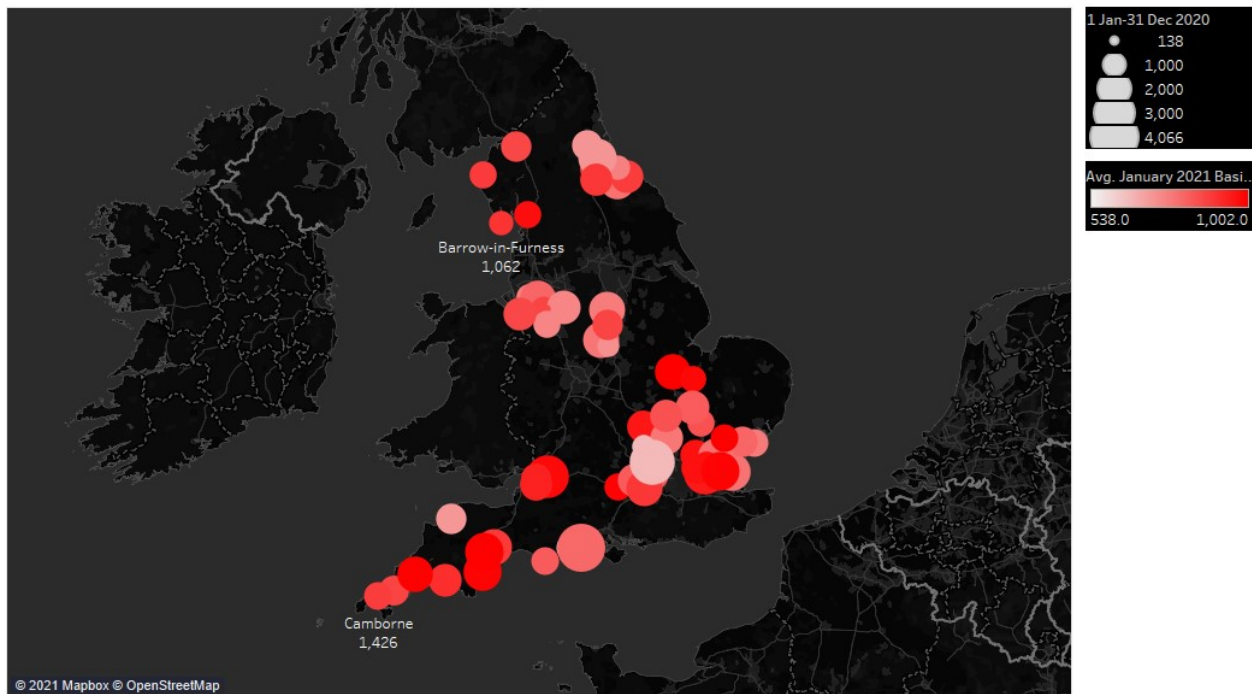 1 Jan-31 Dec 2020
138
1,000
2,000
3,000
4,066
Avg. January 2021 Basi..
538.0 1,002.0
Barrow-in-Furness
1,062
Camborne
1,426
© 2021 Mapbox © OpenStreetMap